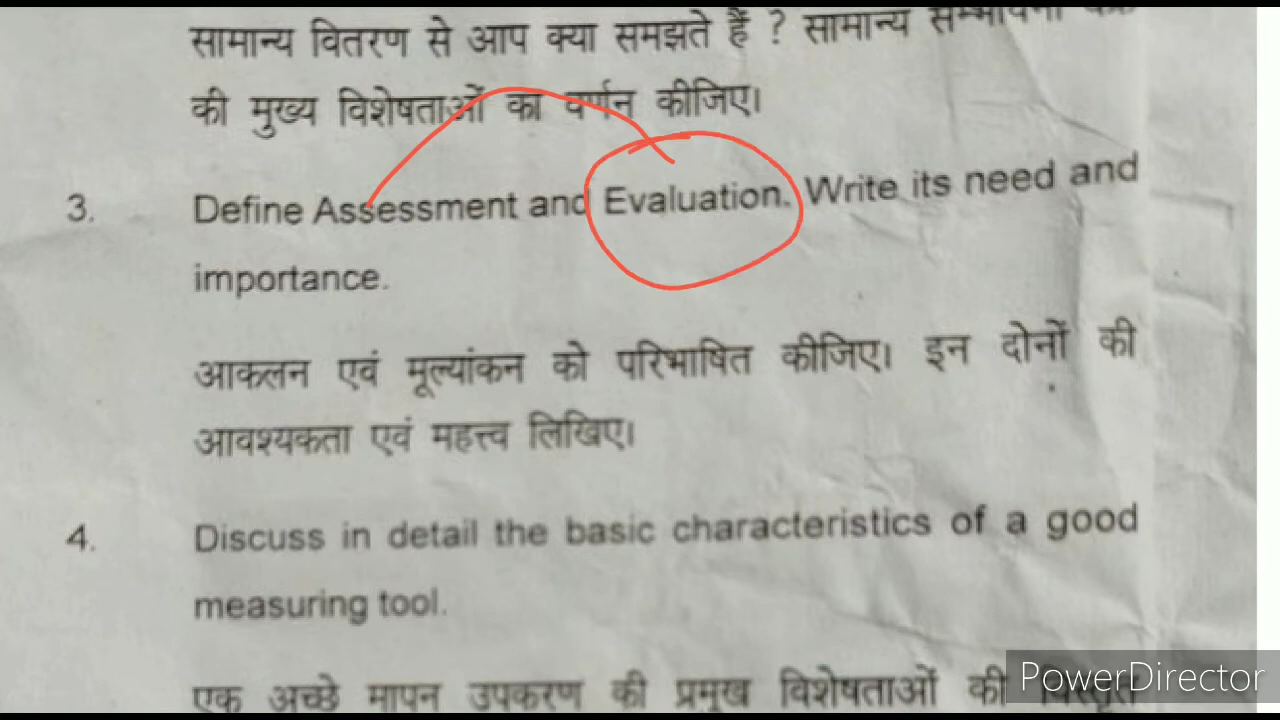 सामान्य वितरण से आप क्या समझते हैं ? सामान्य
की मुख्य विशेषताओं का वर्णन कीजिए।
3. Define Assessment and Evaluation. Write its need and
importance.
आकलन एवं मूल्यांकन को परिभाषित कीजिए। इन दोनों की
आवश्यकता एवं महत्त्व लिखिए।
4. Discuss in detail the basic characteristics of a good
measuring tool.
एक अच्छे मापन उपकरण की प्रमुख विशेषताओं की विस्तृत
PowerDirector